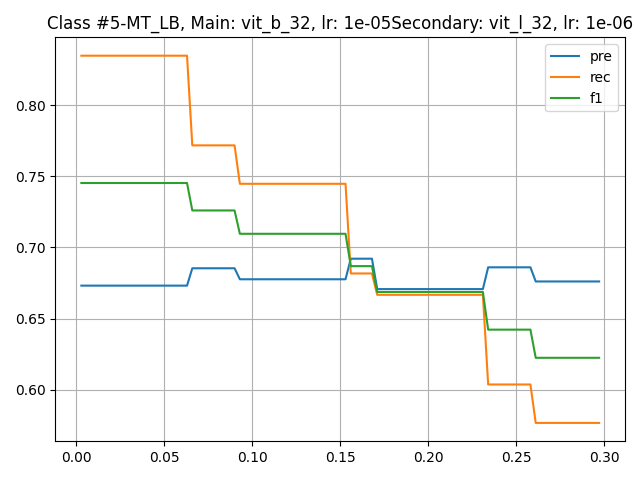 Class #5-MT_LB, Main: vit_b_32, lr: 1e-05Secondary: vit_l_32, lr: 1e-06
pre
rec
f1
0.80
0.75
0.70
0.65
0.60
0.00 0.05 0.10 0.15 0.20 0.25 0.30